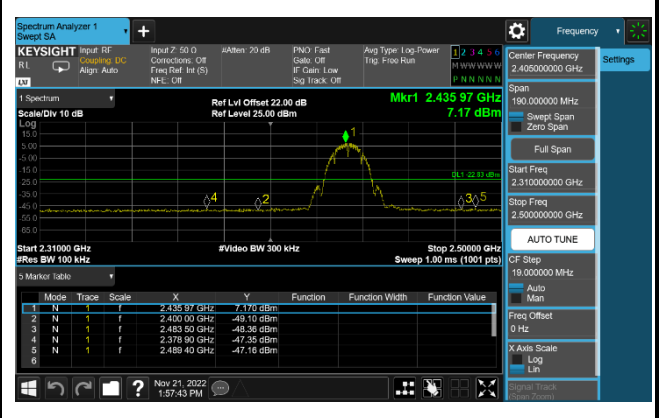 Spectrum Analyzer 1
Swept SA
Frequency
KEYSIGHT
RL
LXI
Input: RF
Coupling: DC
Align: Auto
Input Z: 50 Ω
Corrections: Off
Freq Ref: Int (S)
NFE: Off
#Atten: 20 dB
PNO: Fast
Gate: Off
IF Gain: Low
Sig Track: Off
Avg Type: Log-Power
Trig: Free Run
1 2 3 4 5 6
M W W W W W
P N N N N N
1 Spectrum
Scale/Div 10 dB
Ref Lvl Offset 22.00 dB
Ref Level 25.00 dBm
Mkr1 2.435 97 GHz
7.17 dBm
Log
15.0
5.00
-5.00
-15.0
-25.0
-35.0
-45.0
-55.0
-65.0
1
DL1 -22.83 dBm
4
2
3
5
Start 2.31000 GHz
#Res BW 100 kHz
#Video BW 300 kHz
Stop 2.50000 GHz
Sweep 1.00 ms (1001 pts)
5 Marker Table
Mode Trace Scale X Y Function Function Width Function Value
1 N 1 f 2.435 97 GHz 7.170 dBm
2 N 1 f 2.400 00 GHz -49.10 dBm
3 N 1 f 2.483 50 GHz -48.36 dBm
4 N 1 f 2.378 90 GHz -47.35 dBm
5 N 1 f 2.489 40 GHz -47.16 dBm
6
Center Frequency
2.405000000 GHz
Settings
Span
190.000000 MHz
Swept Span
Zero Span
Full Span
Start Freq
2.310000000 GHz
Stop Freq
2.500000000 GHz
AUTO TUNE
CF Step
19.000000 MHz
Auto
Man
Freq Offset
0 Hz
X Axis Scale
Log
Lin
Signal Track
(Span Zoom)
Nov 21, 2022
1:57:43 PM